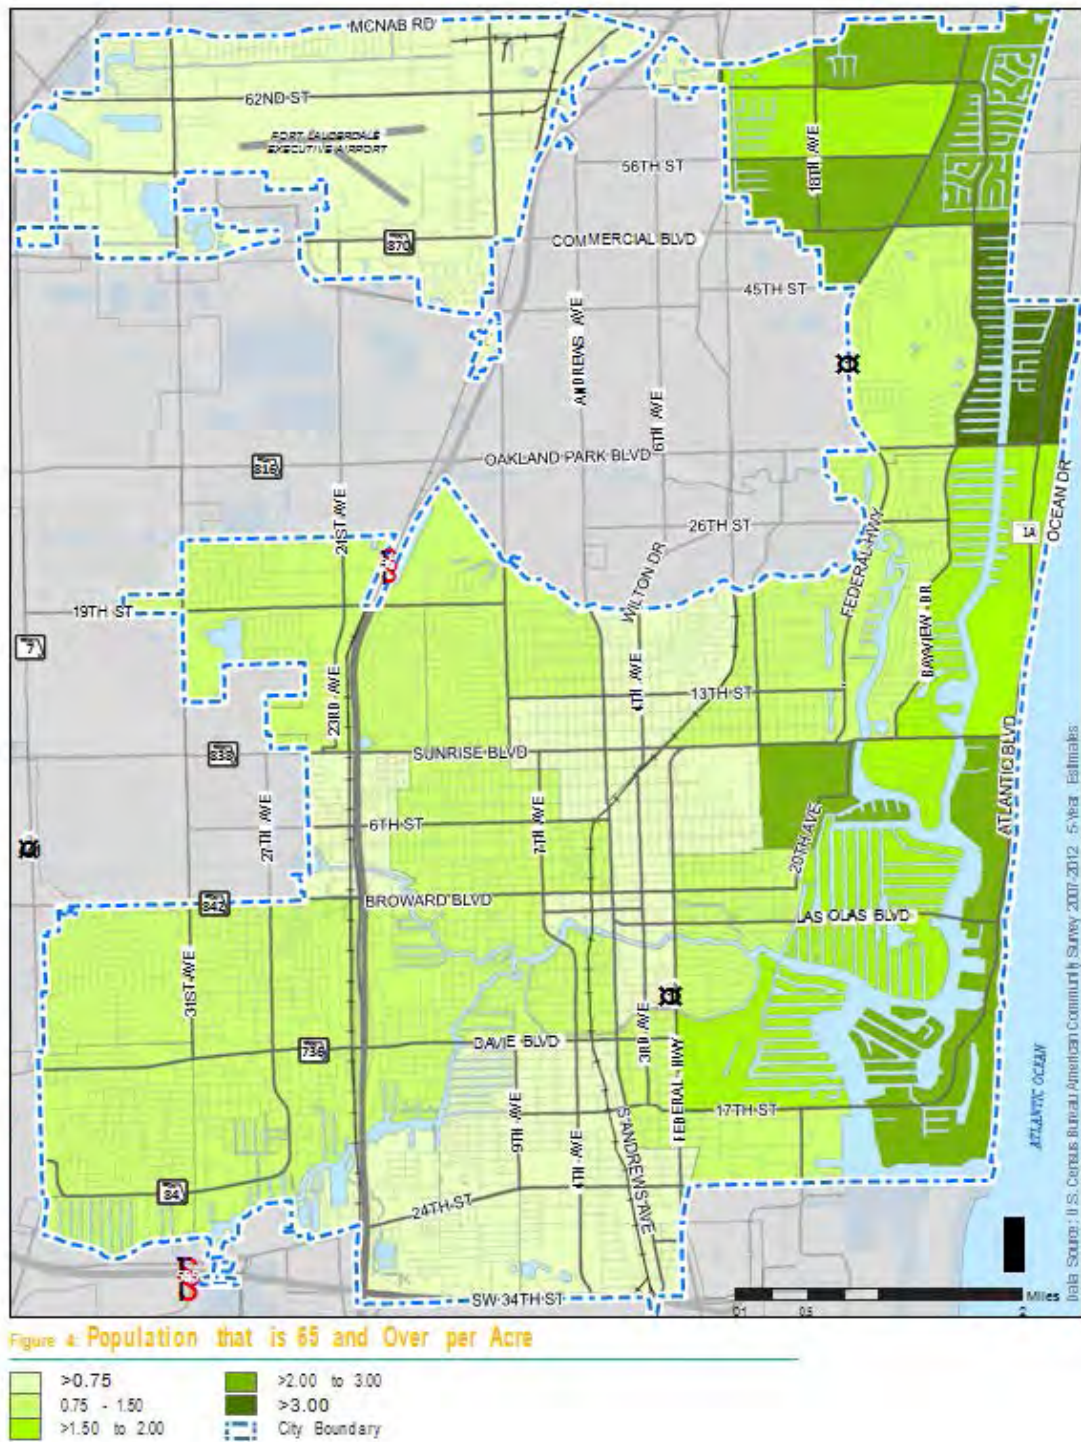 MCNAB RD
62ND ST
FORT LAUDERDALE
EXECUTIVE AIRPORT
18TH AVE
56TH ST
COMMERCIAL BLVD
870
45TH ST
ANDREWS AVE
6TH AVE
OAKLAND PARK BLVD
816
21ST AVE
26TH ST
OCEAN DR
1A
FEDERAL HWY
WILTON DR
19TH ST
7
BAYVIEW DR
23RD AVE
4TH AVE
13TH ST
SUNRISE BLVD
838
ATLANTIC BLVD
27TH AVE
6TH ST
7TH AVE
20TH AVE
BROWARD BLVD
842
LAS OLAS BLVD
31ST AVE
3RD AVE
DAVIE BLVD
736
FEDERAL HWY
17TH ST
9TH AVE
4TH AVE
S ANDREWS AVE
ATLANTIC OCEAN
84
24TH ST
SW 34TH ST
Miles
Data Source: U.S. Census Bureau American Community Survey 2007-2012 5-Year Estimates
Figure 4: Population that is 65 and Over per Acre
>0.75
0.75 - 1.50
>1.50 to 2.00
>2.00 to 3.00
>3.00
City Boundary